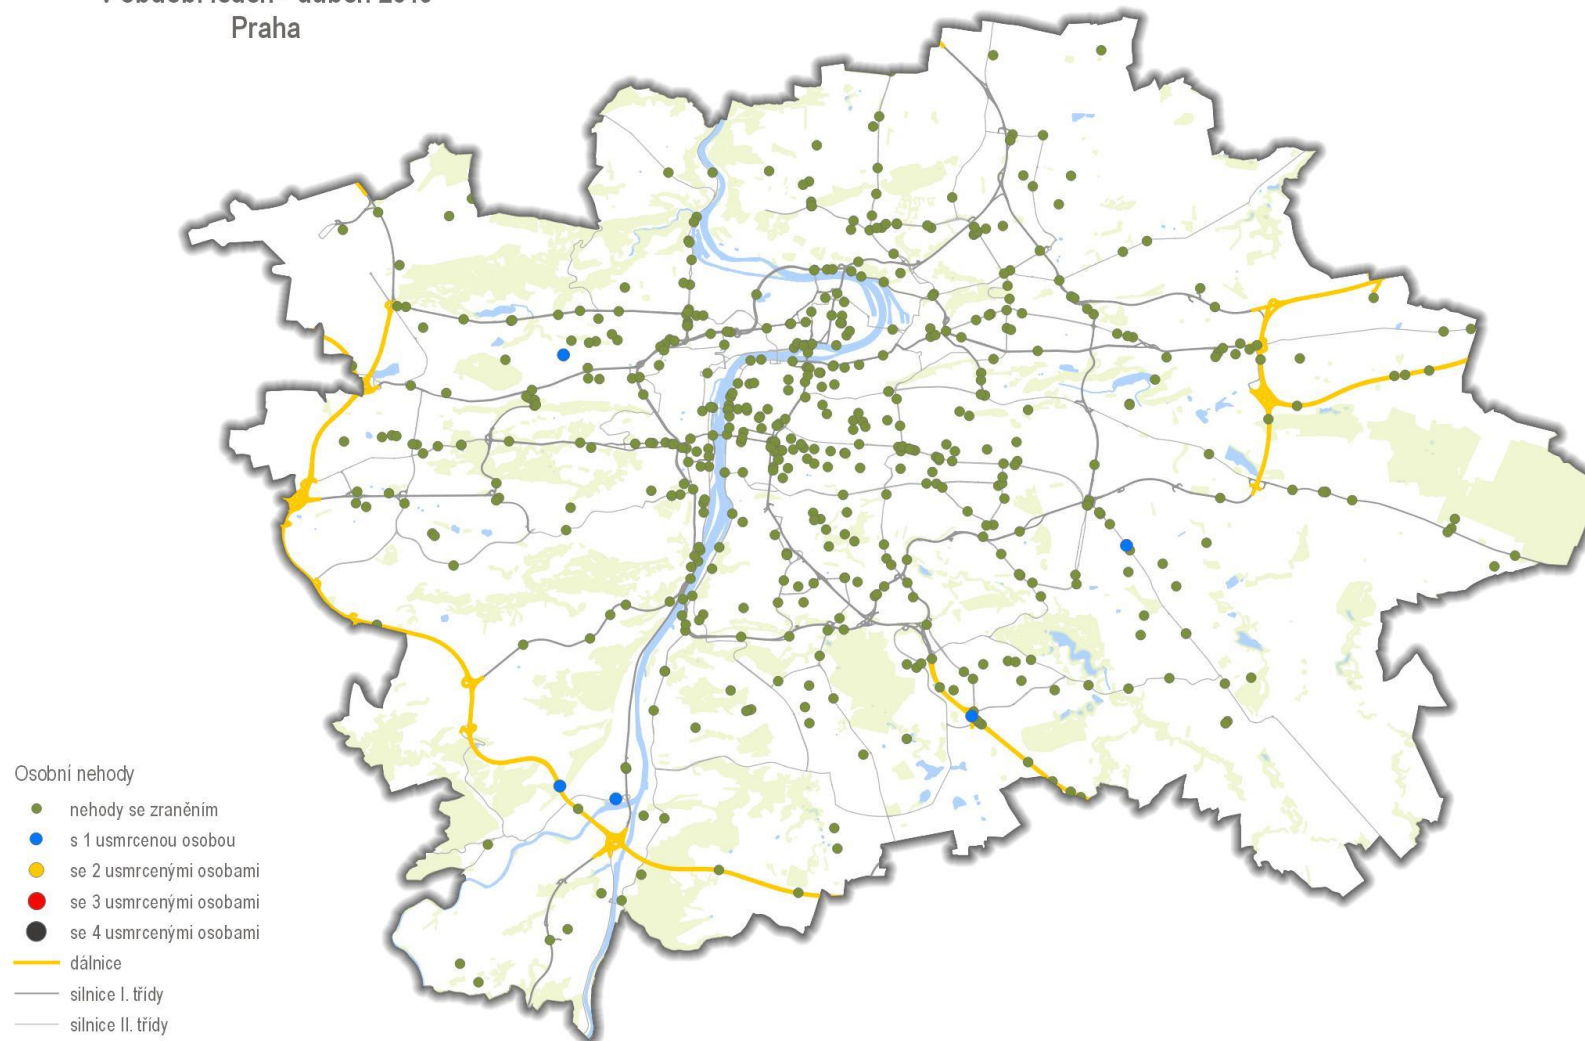 Praha
Osobní nehody
nehody se zraněním
s 1 usmrcenou osobou
se 2 usmrcenými osobami
se 3 usmrcenými osobami
se 4 usmrcenými osobami
dálnice
silnice I. třídy
silnice II. třídy